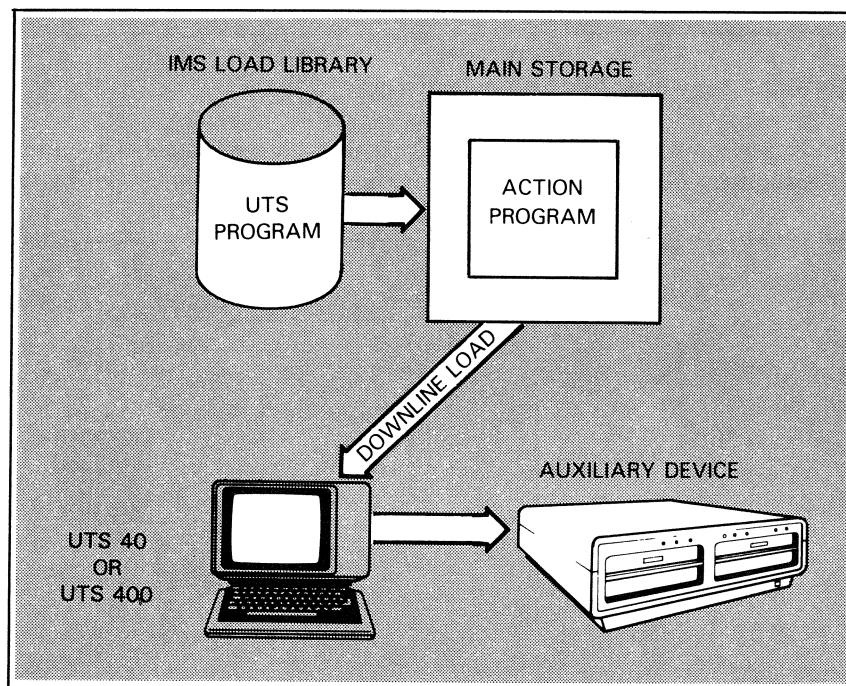 IMS LOAD LIBRARY
MAIN STORAGE
UTS
PROGRAM
ACTION
PROGRAM
DOWNLINE LOAD
AUXILIARY DEVICE
UTS 40
OR
UTS 400